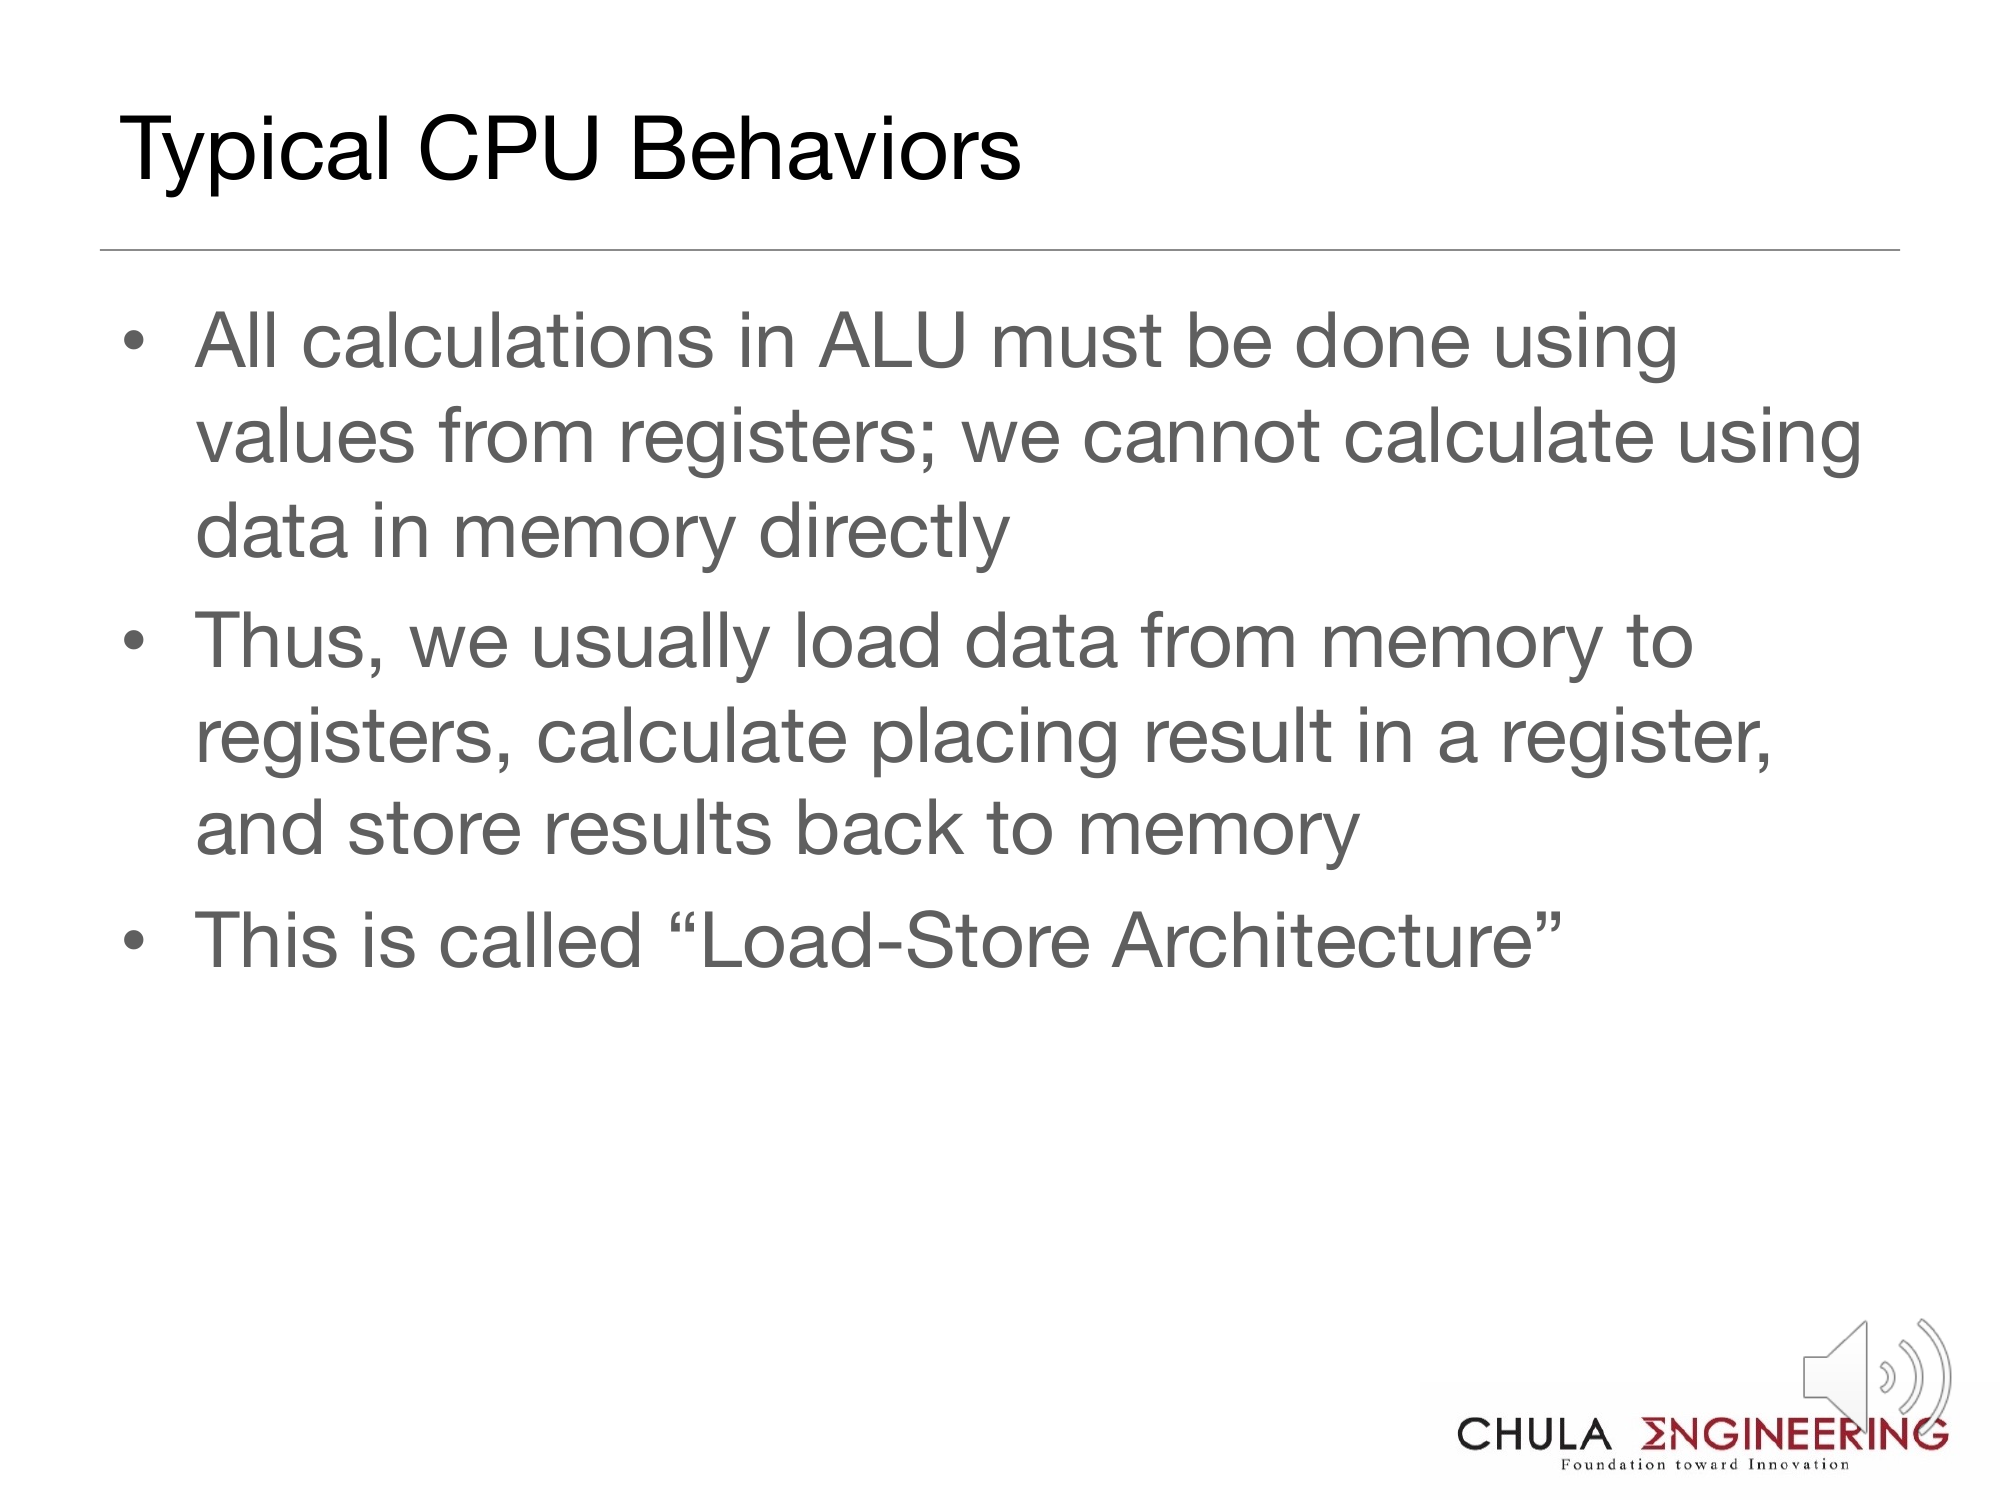 Typical CPU Behaviors
• All calculations in ALU must be done using
values from registers; we cannot calculate using
data in memory directly
• Thus, we usually load data from memory to
registers, calculate placing result in a register,
and store results back to memory
• This is called “Load-Store Architecture”
CHULA ΣNGINEERING
Foundation toward Innovation